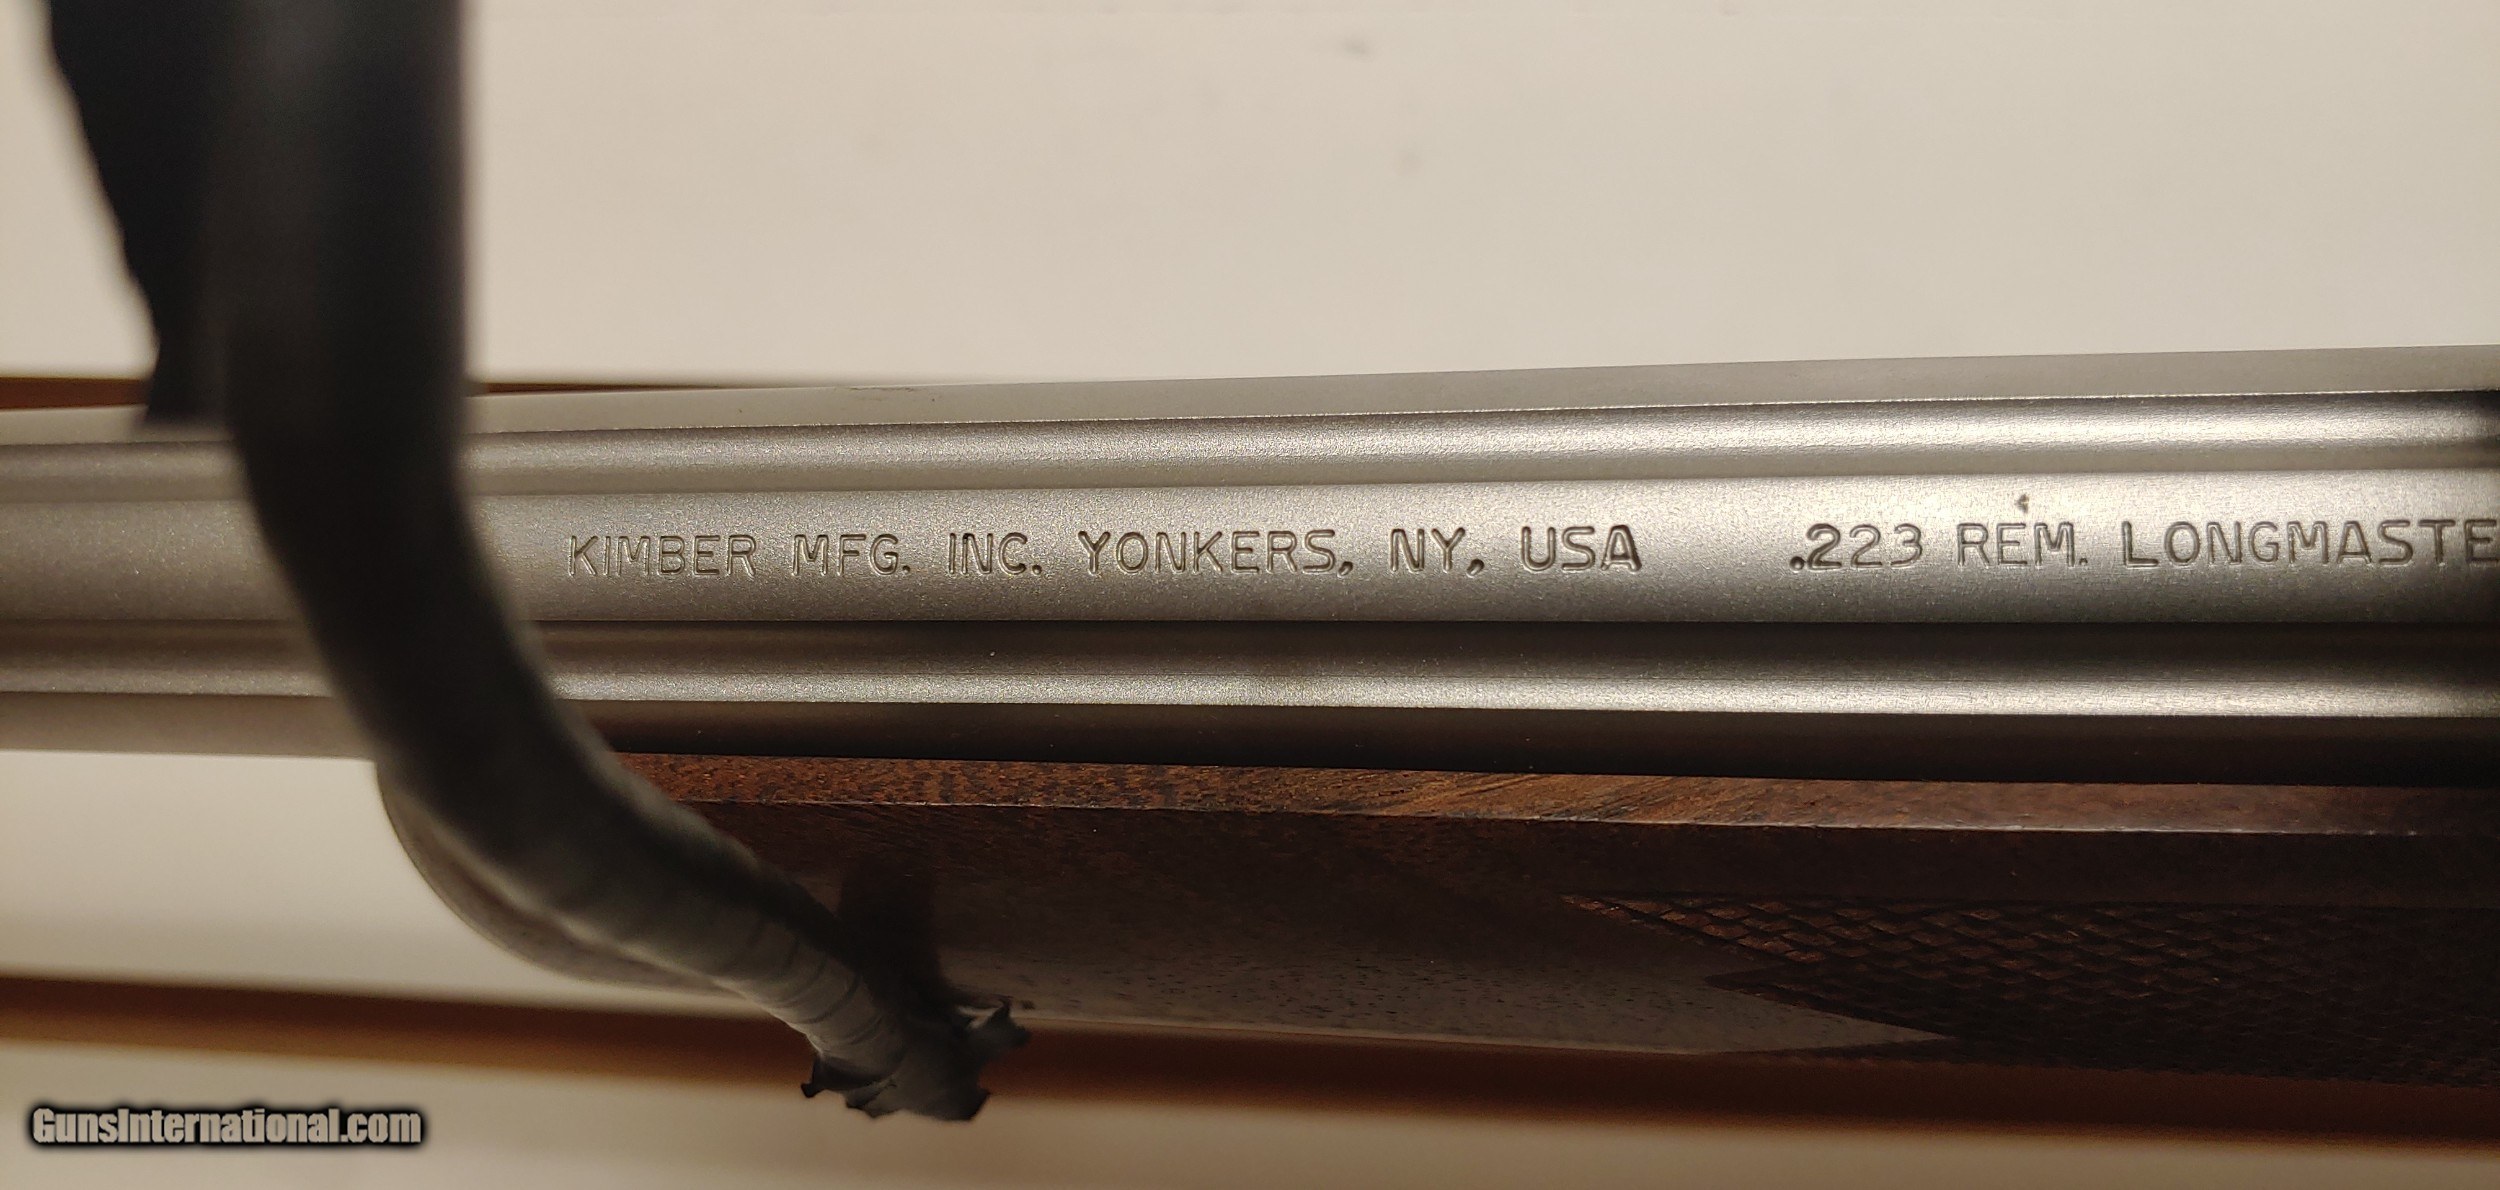 KIMBER MFG. INC. YONKERS, NY, USA .223 REM. LONGMASTE
GunsInternational.com